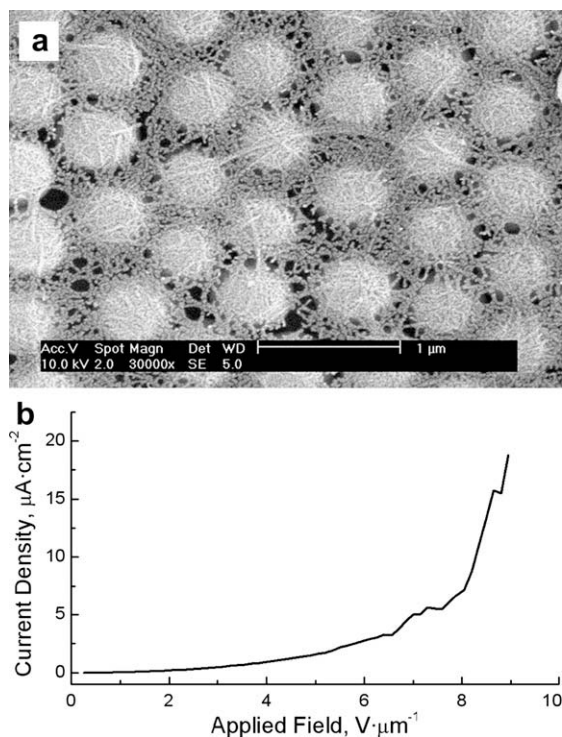 a
Acc.V Spot Magn Det WD
10.0 kV 2.0 30000x SE 5.0
1 μm
b
Current Density, μA·cm⁻²
20
15
10
5
0
0 2 4 6 8 10
Applied Field, V·μm⁻¹